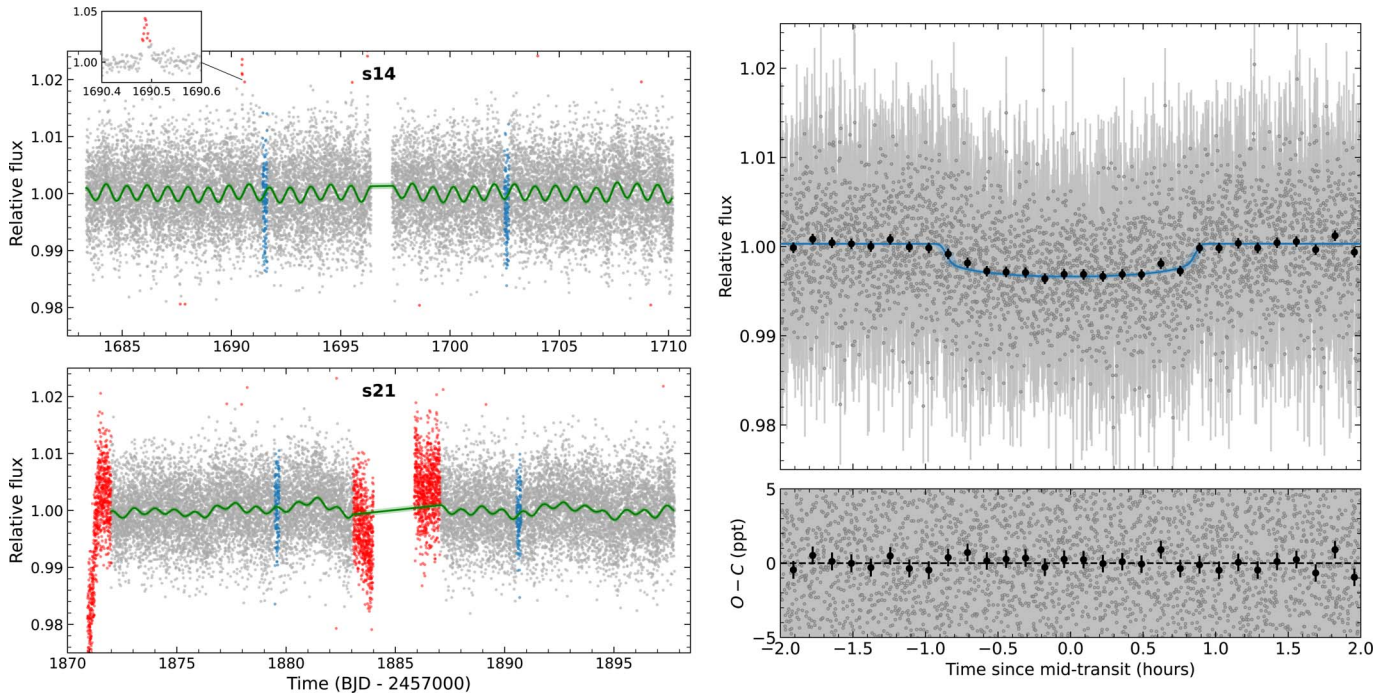 1.05
1.00
1690.4 1690.5 1690.6
s14
1.02
1.01
1.00
0.99
0.98
Relative flux
1685 1690 1695 1700 1705 1710
s21
1.02
1.01
1.00
0.99
0.98
Relative flux
1870 1875 1880 1885 1890 1895
Time (BJD - 2457000)
1.02
1.01
1.00
0.99
0.98
Relative flux
5
0
−5
O − C (ppt)
−2.0 −1.5 −1.0 −0.5 0.0 0.5 1.0 1.5 2.0
Time since mid-transit (hours)